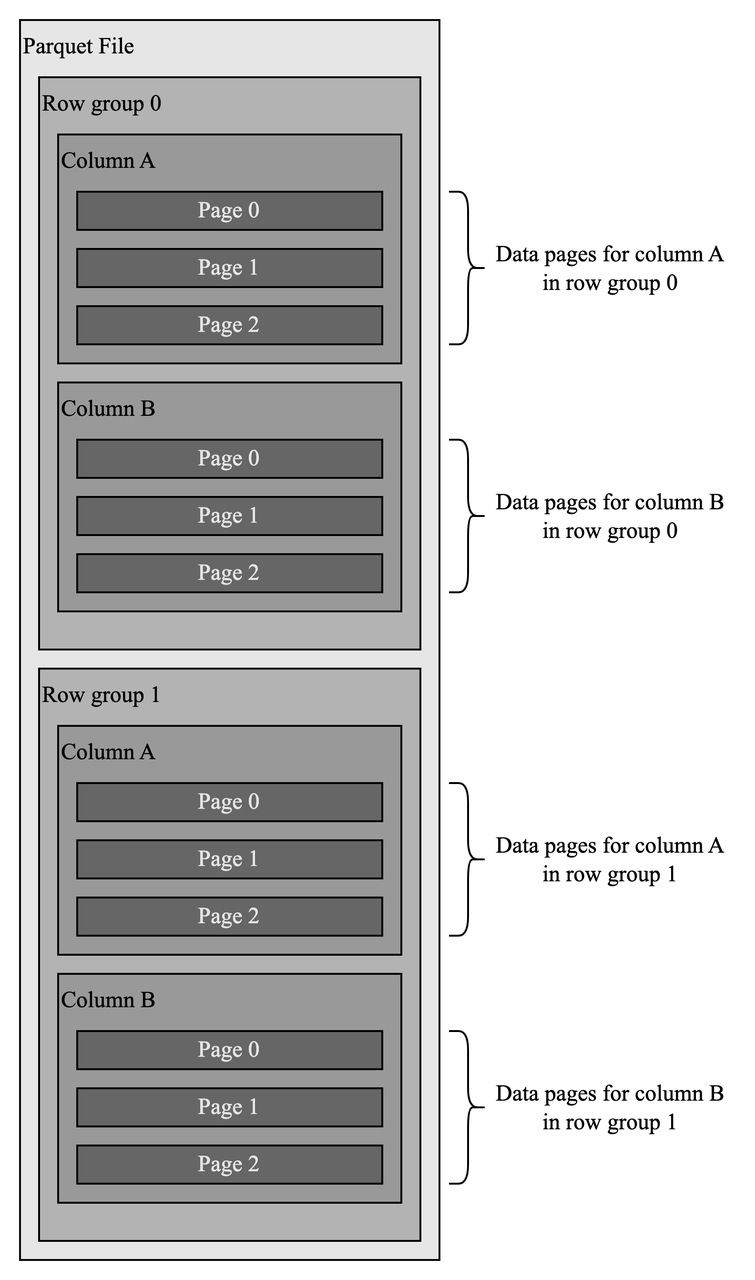 Parquet File
Row group 0
Column A
Page 0
Page 1
Page 2
Data pages for column A
in row group 0
Column B
Page 0
Page 1
Page 2
Data pages for column B
in row group 0
Row group 1
Column A
Page 0
Page 1
Page 2
Data pages for column A
in row group 1
Column B
Page 0
Page 1
Page 2
Data pages for column B
in row group 1